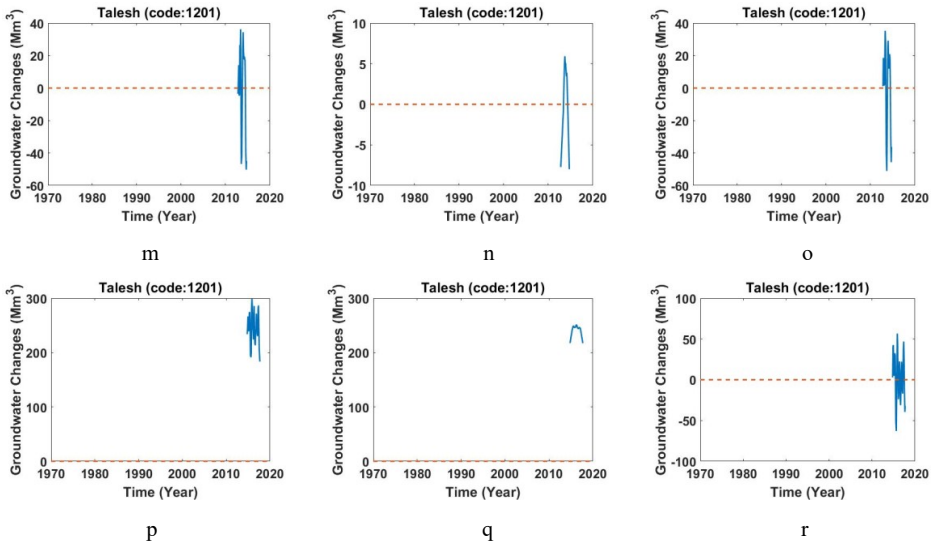 Talesh (code:1201)
Groundwater Changes (Mm³)
40
20
0
-20
-40
-60
1970 1980 1990 2000 2010 2020
Time (Year)
m
Talesh (code:1201)
Groundwater Changes (Mm³)
10
5
0
-5
-10
1970 1980 1990 2000 2010 2020
Time (Year)
n
Talesh (code:1201)
Groundwater Changes (Mm³)
40
20
0
-20
-40
-60
1970 1980 1990 2000 2010 2020
Time (Year)
o
Talesh (code:1201)
Groundwater Changes (Mm³)
300
200
100
0
1970 1980 1990 2000 2010 2020
Time (Year)
p
Talesh (code:1201)
Groundwater Changes (Mm³)
300
200
100
0
1970 1980 1990 2000 2010 2020
Time (Year)
q
Talesh (code:1201)
Groundwater Changes (Mm³)
100
50
0
-50
-100
1970 1980 1990 2000 2010 2020
Time (Year)
r